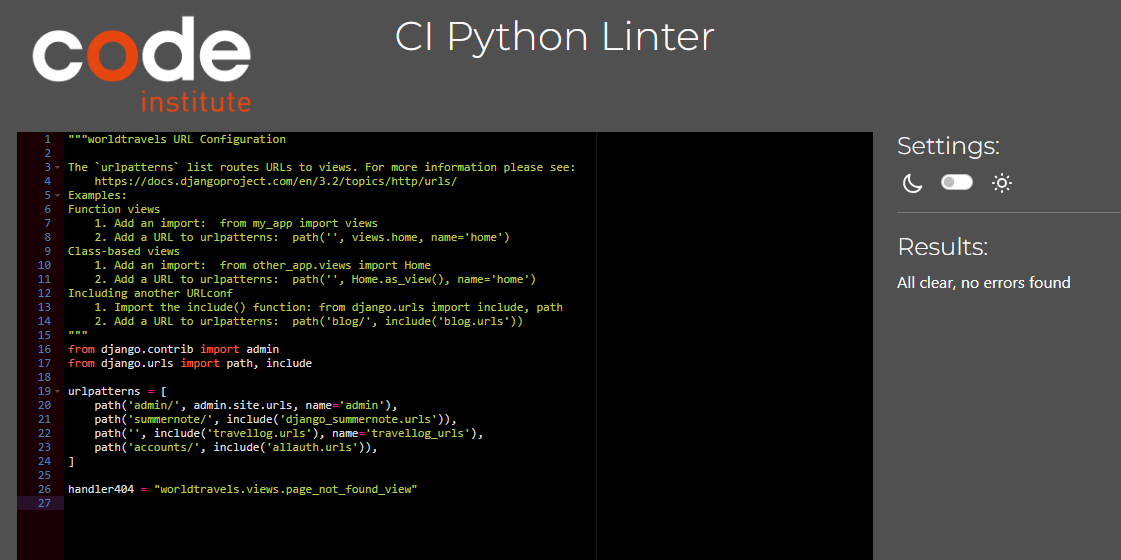 code
institute
CI Python Linter
1 """worldtravels URL Configuration
2
3 The `urlpatterns` list routes URLs to views. For more information please see:
4     https://docs.djangoproject.com/en/3.2/topics/http/urls/
5 Examples:
6 Function views
7     1. Add an import:  from my_app import views
8     2. Add a URL to urlpatterns:  path('', views.home, name='home')
9 Class-based views
10     1. Add an import:  from other_app.views import Home
11     2. Add a URL to urlpatterns:  path('', Home.as_view(), name='home')
12 Including another URLconf
13     1. Import the include() function: from django.urls import include, path
14     2. Add a URL to urlpatterns:  path('blog/', include('blog.urls'))
15 """
16 from django.contrib import admin
17 from django.urls import path, include
18
19 urlpatterns = [
20     path('admin/', admin.site.urls, name='admin'),
21     path('summernote/', include('django_summernote.urls')),
22     path('', include('travellog.urls'), name='travellog_urls'),
23     path('accounts/', include('allauth.urls')),
24 ]
25
26 handler404 = "worldtravels.views.page_not_found_view"
27
Settings:
Results:
All clear, no errors found